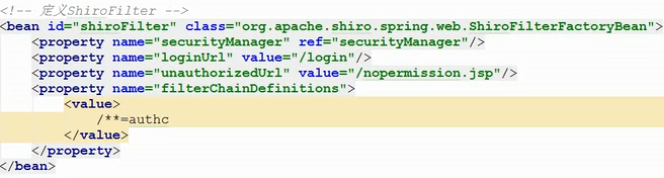 <!-- 定义ShiroFilter -->
<bean id="shiroFilter" class="org.apache.shiro.spring.web.ShiroFilterFactoryBean">
<property name="securityManager" ref="securityManager"/>
<property name="loginUrl" value="/login"/>
<property name="unauthorizedUrl" value="/nopermission.jsp"/>
<property name="filterChainDefinitions">
<value>
/**=authc
</value>
</property>
</bean>